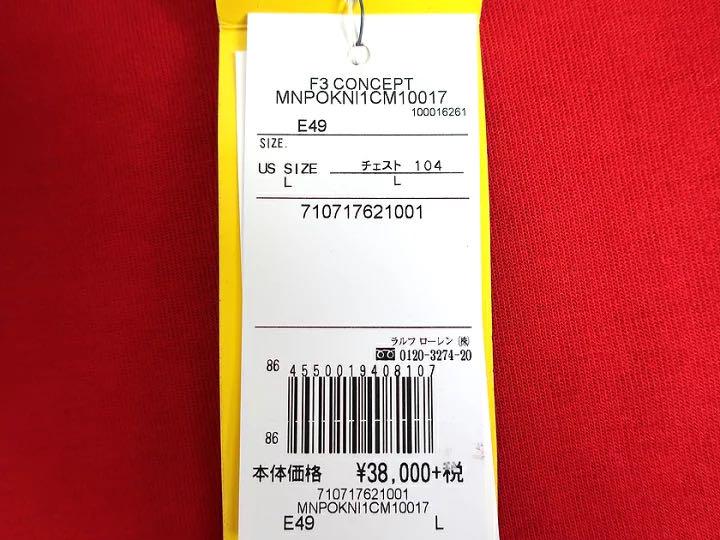 F3 CONCEPT
MNPOKNI1CM10017
100016261
E49
SIZE.
US SIZE チェスト 104
L L
710717621001
ラルフ ローレン ㈱
0120-3274-20
86 4550019408107
86
本体価格 ¥38,000+税
710717621001
MNPOKNI1CM10017
E49 L